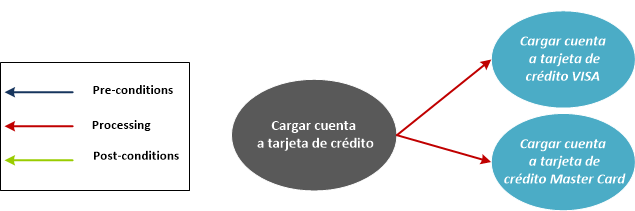 Pre-conditions
Processing
Post-conditions
Cargar cuenta
a tarjeta de crédito
Cargar cuenta
a tarjeta de
crédito VISA
Cargar cuenta
a tarjeta de
crédito Master Card